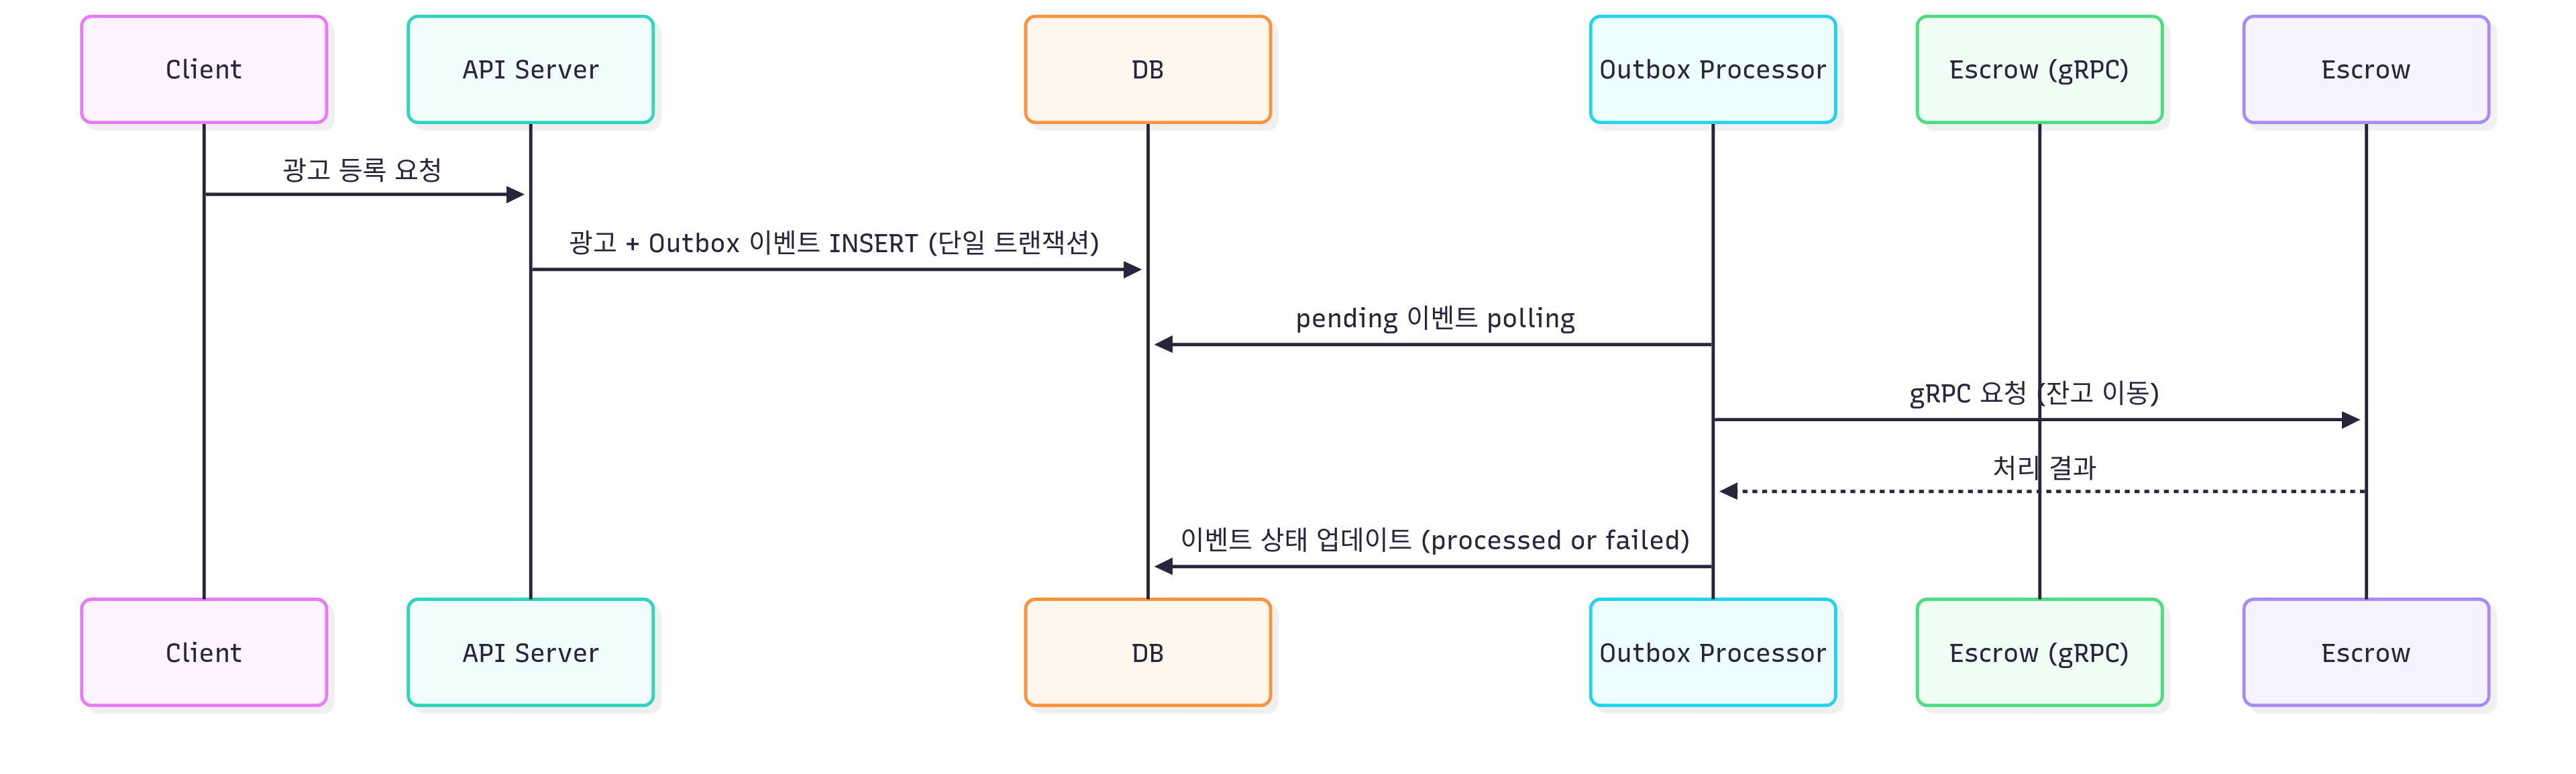 Client
API Server
DB
Outbox Processor
Escrow (gRPC)
Escrow
광고 등록 요청
광고 + Outbox 이벤트 INSERT (단일 트랜잭션)
pending 이벤트 polling
gRPC 요청 (잔고 이동)
처리 결과
이벤트 상태 업데이트 (processed or failed)
Client
API Server
DB
Outbox Processor
Escrow (gRPC)
Escrow